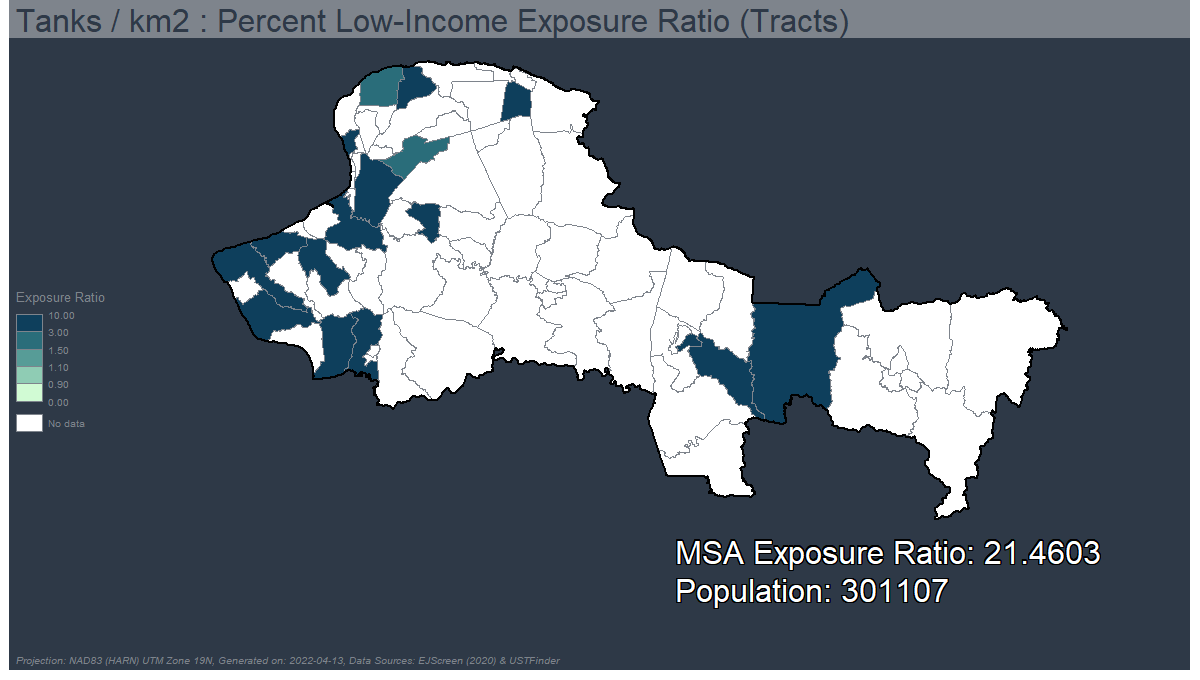 Tanks / km2 : Percent Low-Income Exposure Ratio (Tracts)
Exposure Ratio
10.00
3.00
1.50
1.10
0.90
0.00
No data
MSA Exposure Ratio: 21.4603
Population: 301107
Projection: NAD83 (HARN) UTM Zone 19N, Generated on: 2022-04-13, Data Sources: EJScreen (2020) & USTFinder